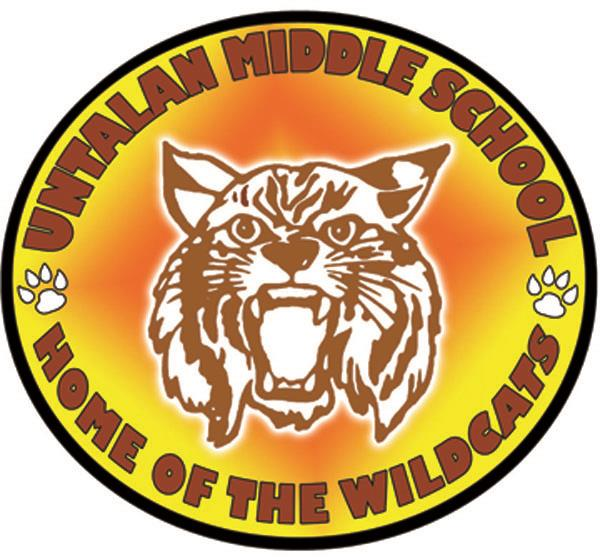 UNTALAN MIDDLE SCHOOL
HOME OF THE WILDCATS